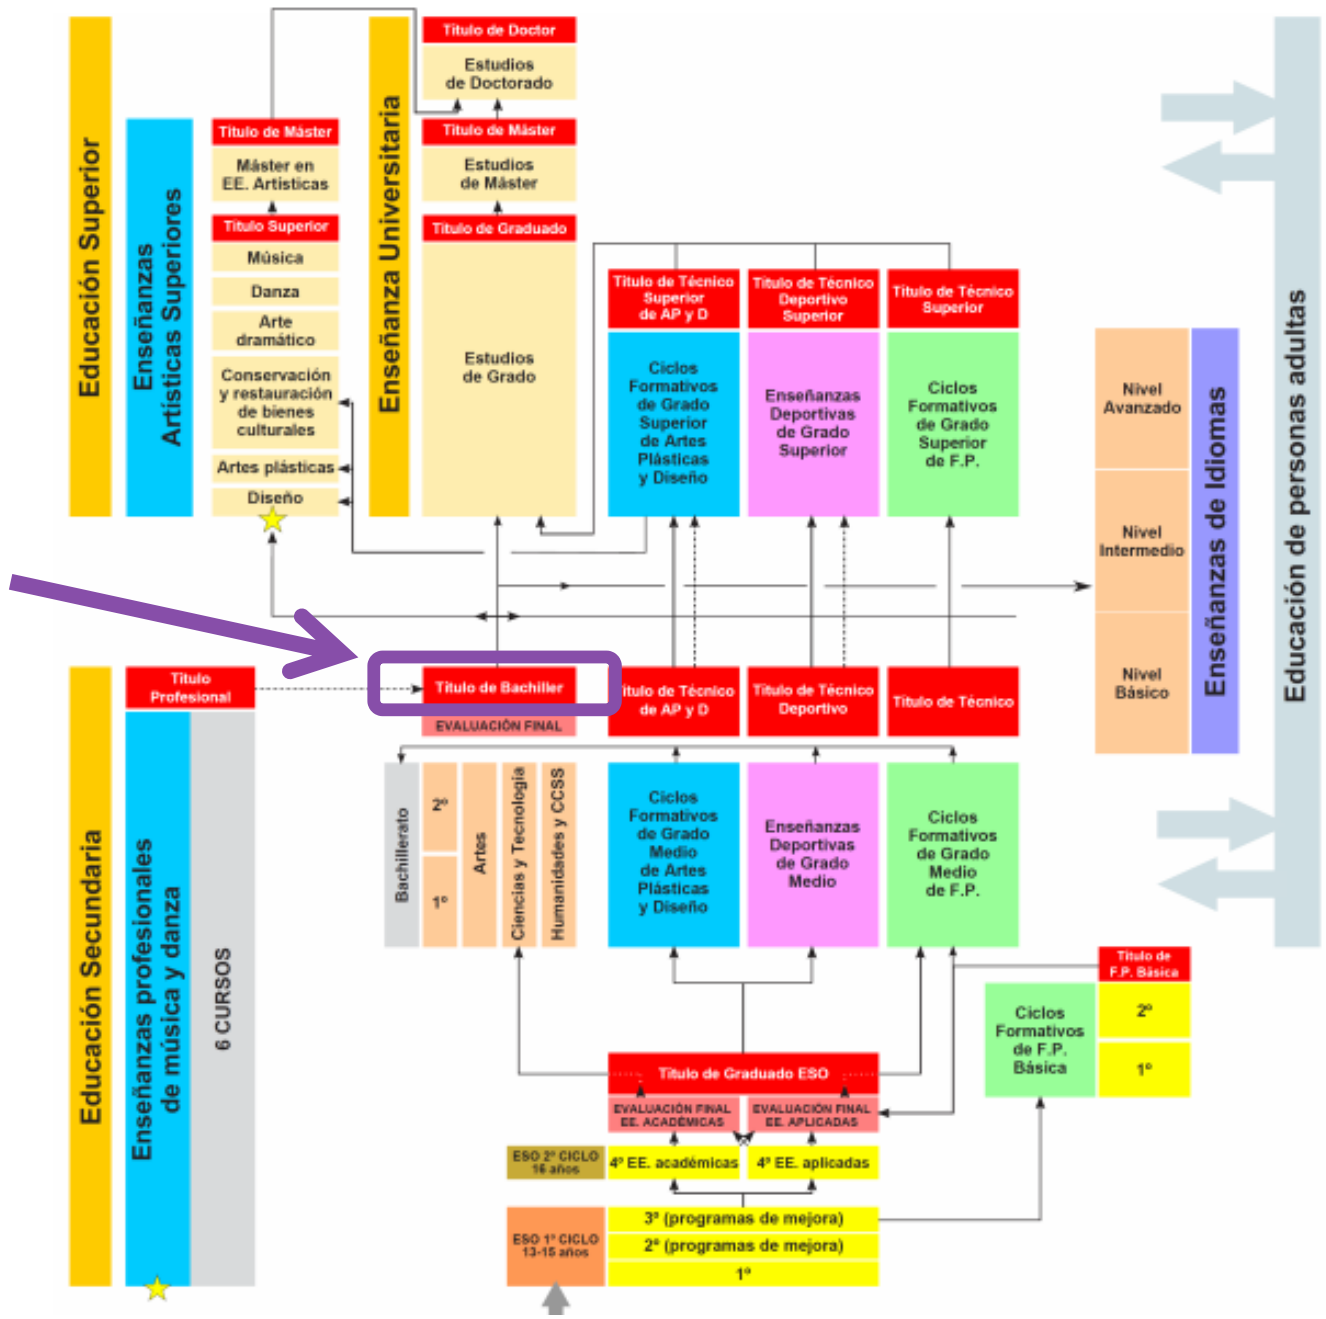 Educación Superior
Enseñanzas
Artísticas Superiores
Título de Máster
Máster en
EE. Artísticas
Título Superior
Música
Danza
Arte
dramático
Conservación
y restauración
de bienes
culturales
Artes plásticas
Diseño
Enseñanza Universitaria
Título de Doctor
Estudios
de Doctorado
Título de Máster
Estudios
de Máster
Título de Graduado
Estudios
de Grado
Título de Técnico
Superior
de AP y D
Ciclos
Formativos
de Grado
Superior
de Artes
Plásticas
y Diseño
Título de Técnico
Deportivo
Superior
Enseñanzas
Deportivas
de Grado
Superior
Título de Técnico
Superior
Ciclos
Formativos
de Grado
Superior
de F.P.
Nivel
Avanzado
Nivel
Intermedio
Nivel
Básico
Enseñanzas de Idiomas
Educación de personas adultas
Educación Secundaria
Título
Profesional
Enseñanzas profesionales
de música y danza
6 CURSOS
Título de Bachiller
EVALUACIÓN FINAL
Bachillerato
2º
1º
Artes
Ciencias y Tecnología
Humanidades y CCSS
Título de Técnico
de AP y D
Ciclos
Formativos
de Grado
Medio
de Artes
Plásticas
y Diseño
Título de Técnico
Deportivo
Enseñanzas
Deportivas
de Grado
Medio
Título de Técnico
Ciclos
Formativos
de Grado
Medio
de F.P.
Título de
F.P. Básica
Ciclos
Formativos
de F.P.
Básica
2º
1º
Título de Graduado ESO
EVALUACIÓN FINAL
EE. ACADÉMICAS
EVALUACIÓN FINAL
EE. APLICADAS
ESO 2º CICLO
16 años
4º EE. académicas
4º EE. aplicadas
ESO 1º CICLO
13-15 años
3º (programas de mejora)
2º (programas de mejora)
1º